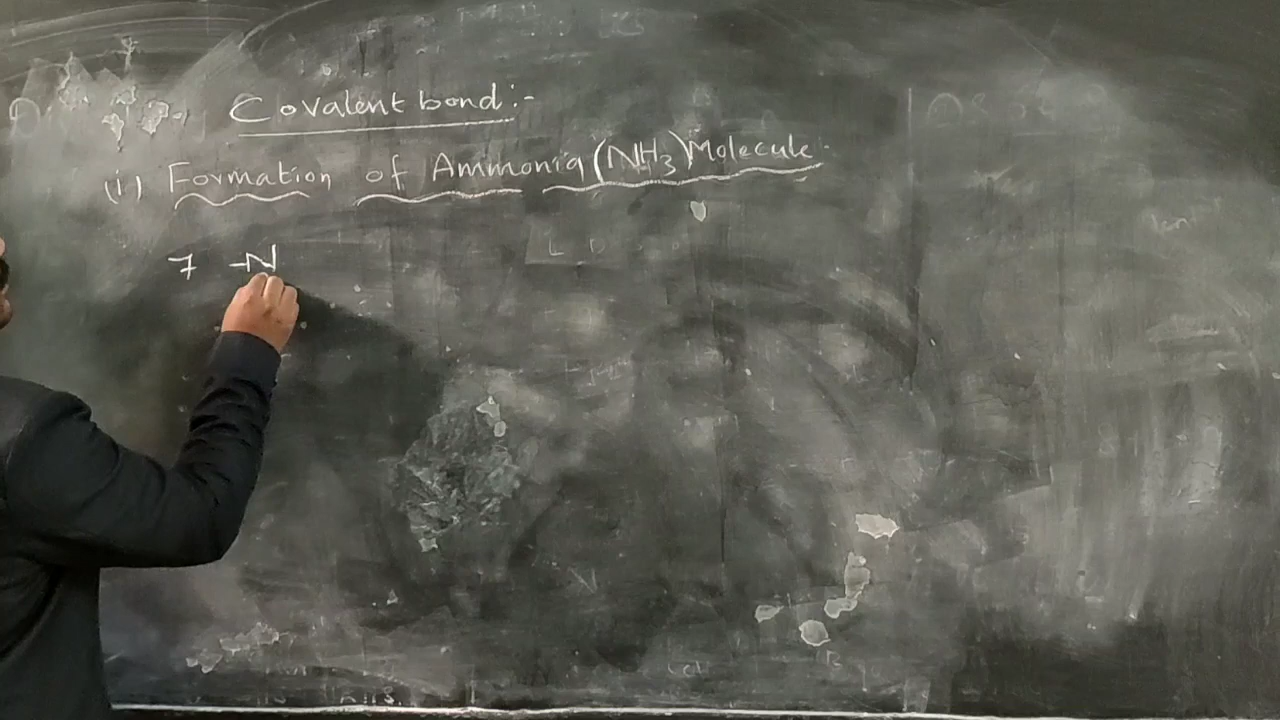 Covalent bond:-
(i) Formation of Ammonia (NH3) Molecule.
7 N